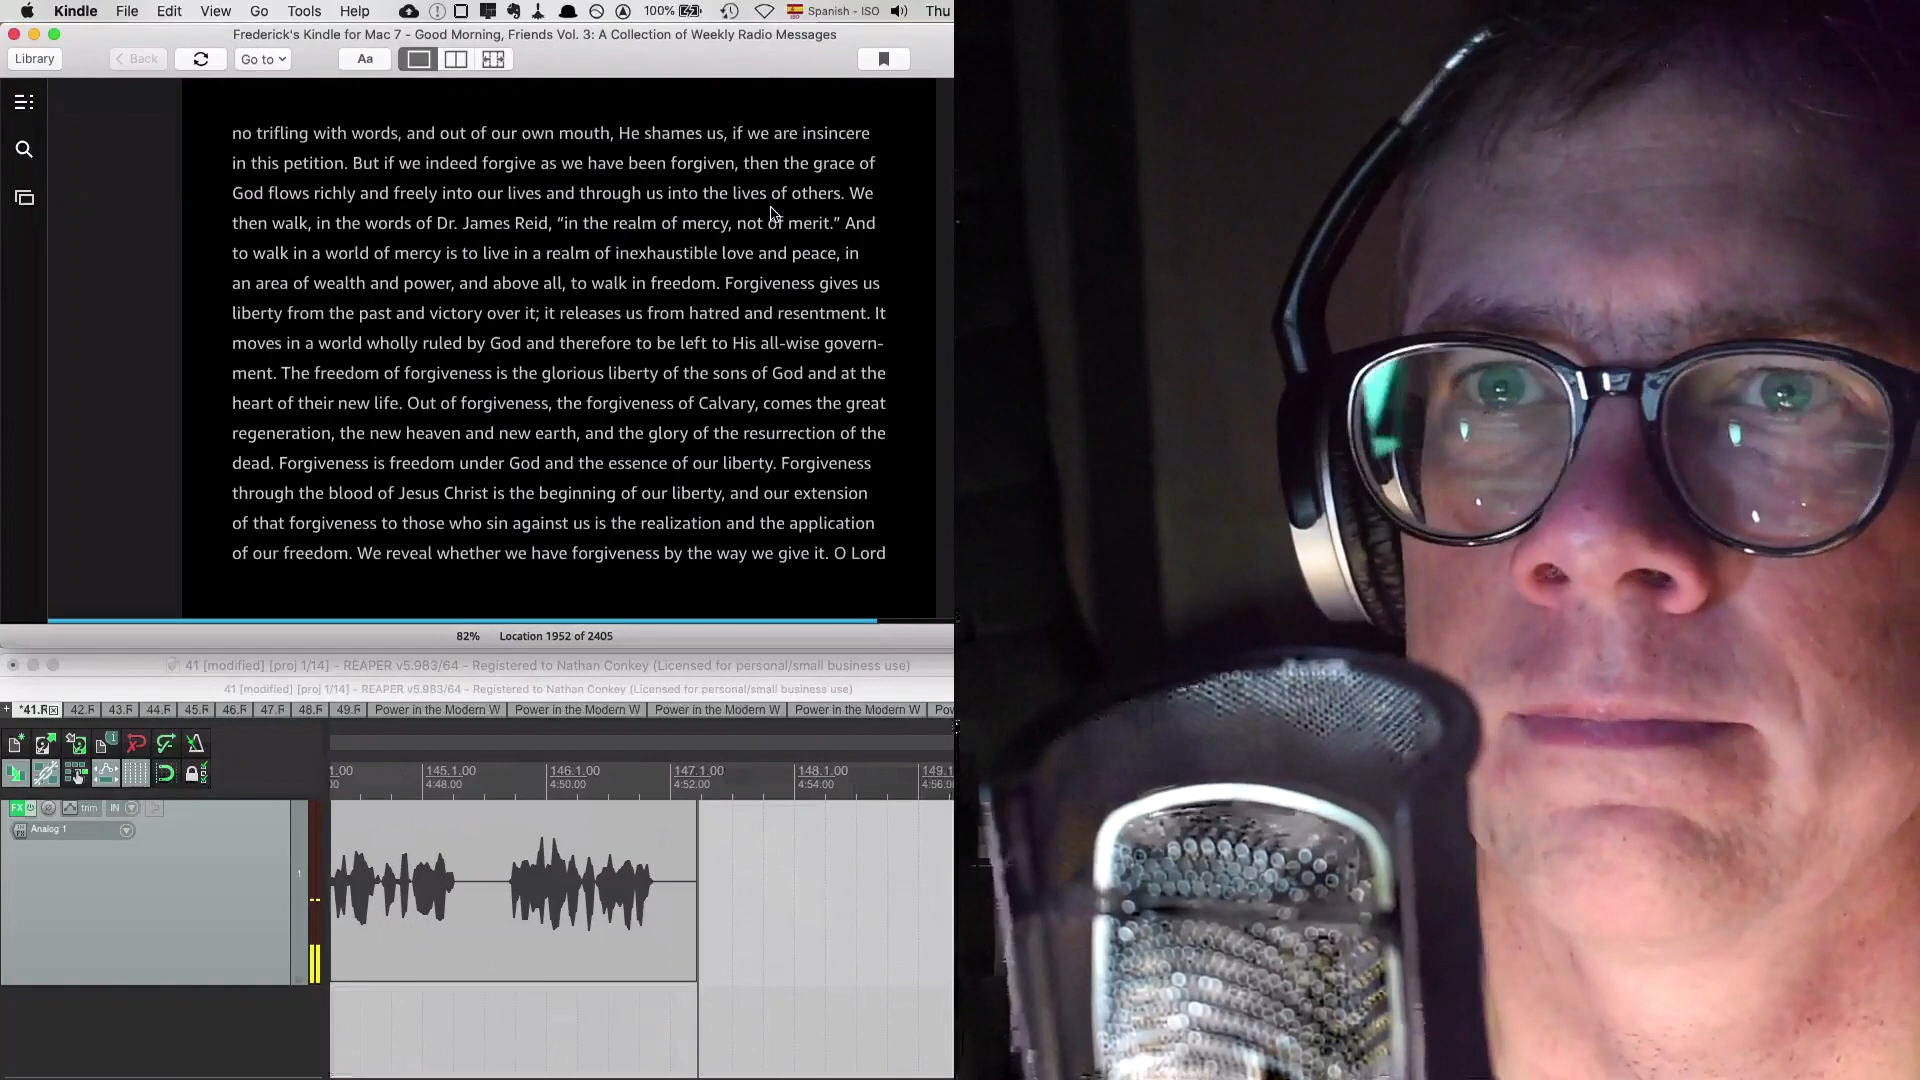 Kindle File Edit View Go Tools Help 100% Spanish - ISO Thu
Frederick's Kindle for Mac 7 - Good Morning, Friends Vol. 3: A Collection of Weekly Radio Messages
Library Back Go to Aa
no trifling with words, and out of our own mouth, He shames us, if we are insincere
in this petition. But if we indeed forgive as we have been forgiven, then the grace of
God flows richly and freely into our lives and through us into the lives of others. We
then walk, in the words of Dr. James Reid, “in the realm of mercy, not of merit.” And
to walk in a world of mercy is to live in a realm of inexhaustible love and peace, in
an area of wealth and power, and above all, to walk in freedom. Forgiveness gives us
liberty from the past and victory over it; it releases us from hatred and resentment. It
moves in a world wholly ruled by God and therefore to be left to His all-wise govern-
ment. The freedom of forgiveness is the glorious liberty of the sons of God and at the
heart of their new life. Out of forgiveness, the forgiveness of Calvary, comes the great
regeneration, the new heaven and new earth, and the glory of the resurrection of the
dead. Forgiveness is freedom under God and the essence of our liberty. Forgiveness
through the blood of Jesus Christ is the beginning of our liberty, and our extension
of that forgiveness to those who sin against us is the realization and the application
of our freedom. We reveal whether we have forgiveness by the way we give it. O Lord
82% Location 1952 of 2405
41 [modified] [proj 1/14] - REAPER v5.983/64 - Registered to Nathan Conkey (Licensed for personal/small business use)
41 [modified] [proj 1/14] - REAPER v5.983/64 - Registered to Nathan Conkey (Licensed for personal/small business use)
+ *41.R 42.R 43.R 44.R 45.R 46.R 47.R 48.R 49.R Power in the Modern W Power in the Modern W Power in the Modern W Power in the Modern W Pow
1.00 145.1.00 146.1.00 147.1.00 148.1.00 149.1
00 4:48.00 4:50.00 4:52.00 4:54.00 4:56.0
FX trim IN
Analog 1
1